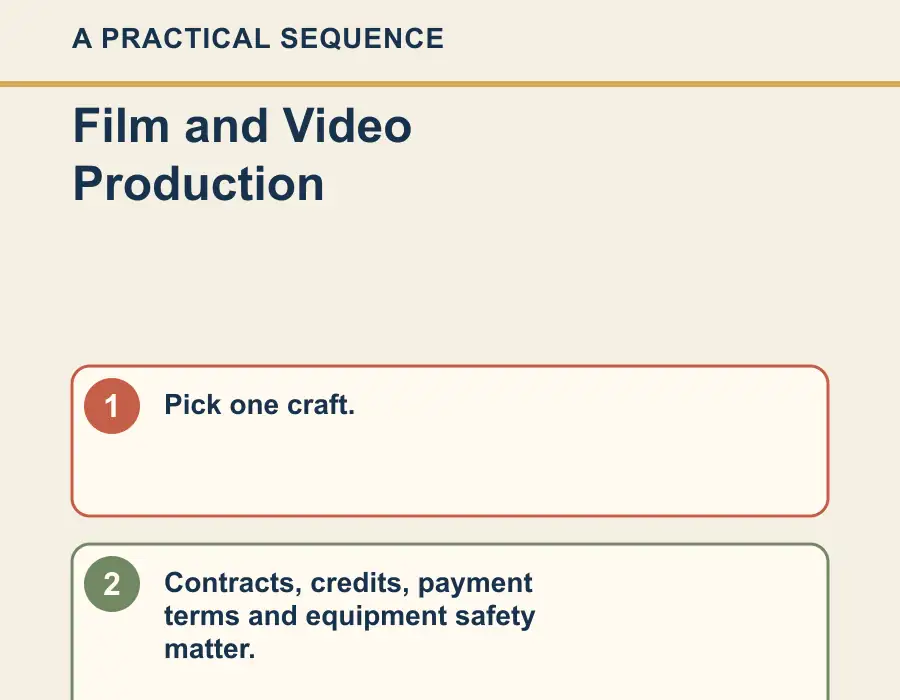 A PRACTICAL SEQUENCE
Film and Video
Production
1
Pick one craft.
2
Contracts, credits, payment
terms and equipment safety
matter.